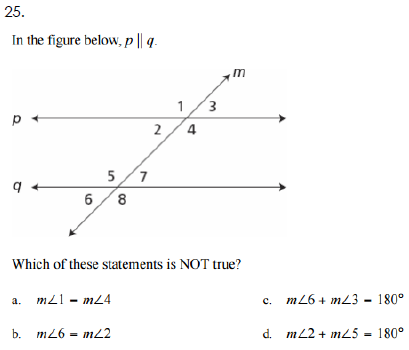 25.
In the figure below, p || q.
m
1 3
p
2 4
5 7
q
6 8
Which of these statements is NOT true?
a. m∠1 = m∠4
c. m∠6 + m∠3 = 180°
b. m∠6 = m∠2
d. m∠2 + m∠5 = 180°